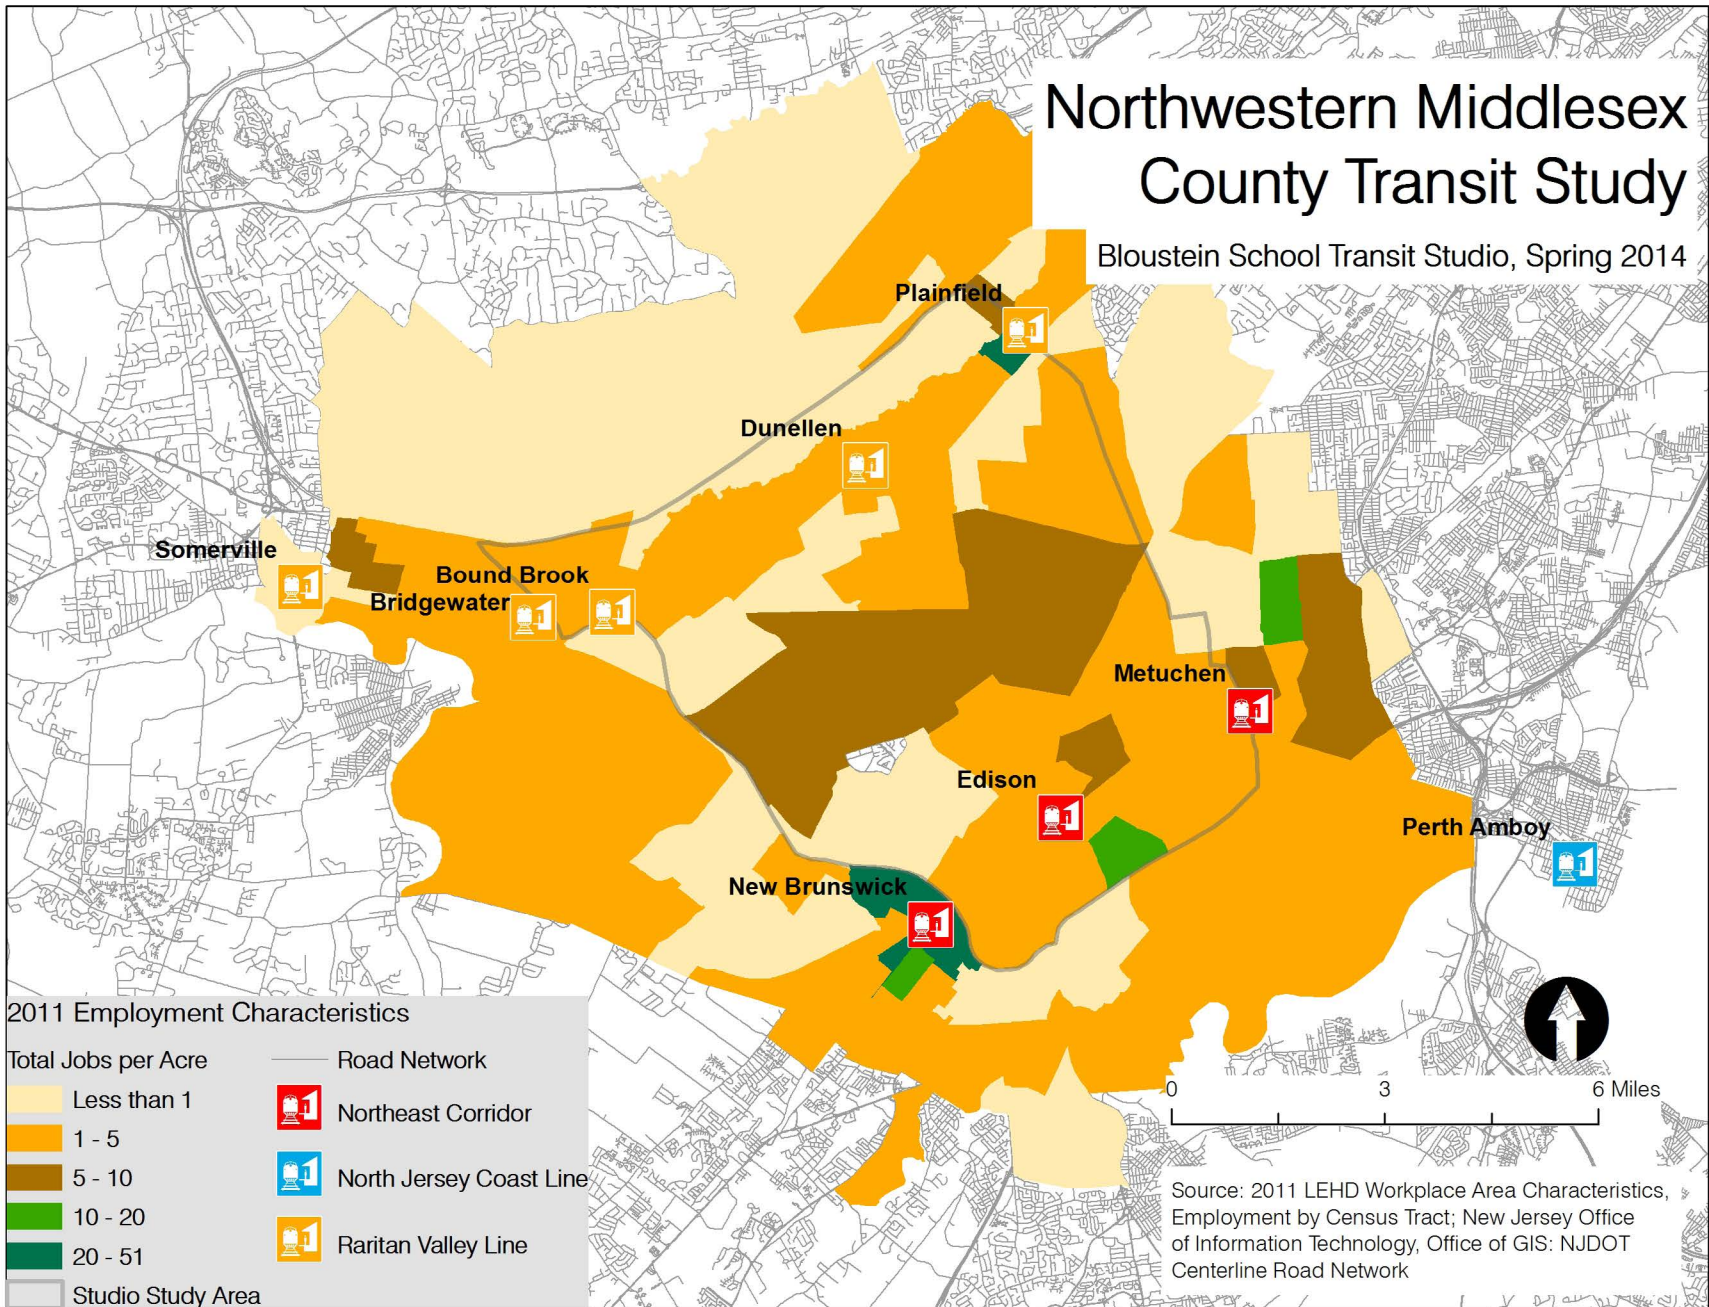 Northwestern Middlesex
County Transit Study
Bloustein School Transit Studio, Spring 2014
Plainfield
Dunellen
Somerville
Bound Brook
Bridgewater
Metuchen
Edison
Perth Amboy
New Brunswick
2011 Employment Characteristics
Total Jobs per Acre
Less than 1
1 - 5
5 - 10
10 - 20
20 - 51
Studio Study Area
Road Network
Northeast Corridor
North Jersey Coast Line
Raritan Valley Line
0 3 6 Miles
Source: 2011 LEHD Workplace Area Characteristics,
Employment by Census Tract; New Jersey Office
of Information Technology, Office of GIS: NJDOT
Centerline Road Network